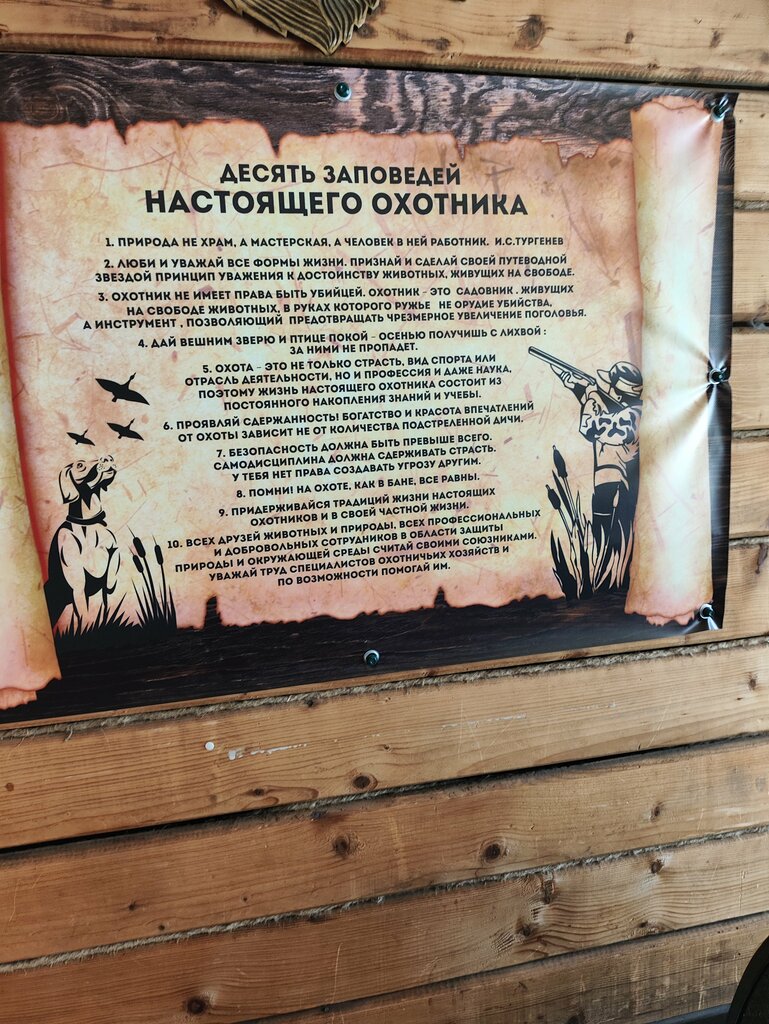 ДЕСЯТЬ ЗАПОВЕДЕЙ
НАСТОЯЩЕГО ОХОТНИКА
1. ПРИРОДА НЕ ХРАМ, А МАСТЕРСКАЯ, А ЧЕЛОВЕК В НЕЙ РАБОТНИК. И.С.ТУРГЕНЕВ
2. ЛЮБИ И УВАЖАЙ ВСЕ ФОРМЫ ЖИЗНИ. ПРИЗНАЙ И СДЕЛАЙ СВОЕЙ ПУТЕВОДНОЙ
ЗВЕЗДОЙ ПРИНЦИП УВАЖЕНИЯ К ДОСТОИНСТВУ ЖИВОТНЫХ, ЖИВУЩИХ НА СВОБОДЕ.
3. ОХОТНИК НЕ ИМЕЕТ ПРАВА БЫТЬ УБИЙЦЕЙ. ОХОТНИК - ЭТО САДОВНИК . ЖИВУЩИХ
НА СВОБОДЕ ЖИВОТНЫХ, В РУКАХ КОТОРОГО РУЖЬЕ НЕ ОРУДИЕ УБИЙСТВА,
А ИНСТРУМЕНТ , ПОЗВОЛЯЮЩИЙ ПРЕДОТВРАЩАТЬ ЧРЕЗМЕРНОЕ УВЕЛИЧЕНИЕ ПОГОЛОВЬЯ.
4. ДАЙ ВЕШНИМ ЗВЕРЮ И ПТИЦЕ ПОКОЙ - ОСЕНЬЮ ПОЛУЧИШЬ С ЛИХВОЙ :
ЗА НИМИ НЕ ПРОПАДЕТ.
5. ОХОТА - ЭТО НЕ ТОЛЬКО СТРАСТЬ, ВИД СПОРТА ИЛИ
ОТРАСЛЬ ДЕЯТЕЛЬНОСТИ, НО И ПРОФЕССИЯ И ДАЖЕ НАУКА,
ПОЭТОМУ ЖИЗНЬ НАСТОЯЩЕГО ОХОТНИКА СОСТОИТ ИЗ
ПОСТОЯННОГО НАКОПЛЕНИЯ ЗНАНИЙ И УЧЕБЫ.
6. ПРОЯВЛЯЙ СДЕРЖАННОСТЬ! БОГАТСТВО И КРАСОТА ВПЕЧАТЛЕНИЙ
ОТ ОХОТЫ ЗАВИСИТ НЕ ОТ КОЛИЧЕСТВА ПОДСТРЕЛЕННОЙ ДИЧИ.
7. БЕЗОПАСНОСТЬ ДОЛЖНА БЫТЬ ПРЕВЫШЕ ВСЕГО.
САМОДИСЦИПЛИНА ДОЛЖНА СДЕРЖИВАТЬ СТРАСТЬ.
У ТЕБЯ НЕТ ПРАВА СОЗДАВАТЬ УГРОЗУ ДРУГИМ.
8. ПОМНИ! НА ОХОТЕ, КАК В БАНЕ, ВСЕ РАВНЫ.
9. ПРИДЕРЖИВАЙСЯ ТРАДИЦИЙ ЖИЗНИ НАСТОЯЩИХ
ОХОТНИКОВ И В СВОЕЙ ЧАСТНОЙ ЖИЗНИ.
10. ВСЕХ ДРУЗЕЙ ЖИВОТНЫХ И ПРИРОДЫ, ВСЕХ ПРОФЕССИОНАЛЬНЫХ
И ДОБРОВОЛЬНЫХ СОТРУДНИКОВ В ОБЛАСТИ ЗАЩИТЫ
ПРИРОДЫ И ОКРУЖАЮЩЕЙ СРЕДЫ СЧИТАЙ СВОИМИ СОЮЗНИКАМИ.
УВАЖАЙ ТРУД СПЕЦИАЛИСТОВ ОХОТНИЧЬИХ ХОЗЯЙСТВ И
ПО ВОЗМОЖНОСТИ ПОМОГАЙ ИМ.